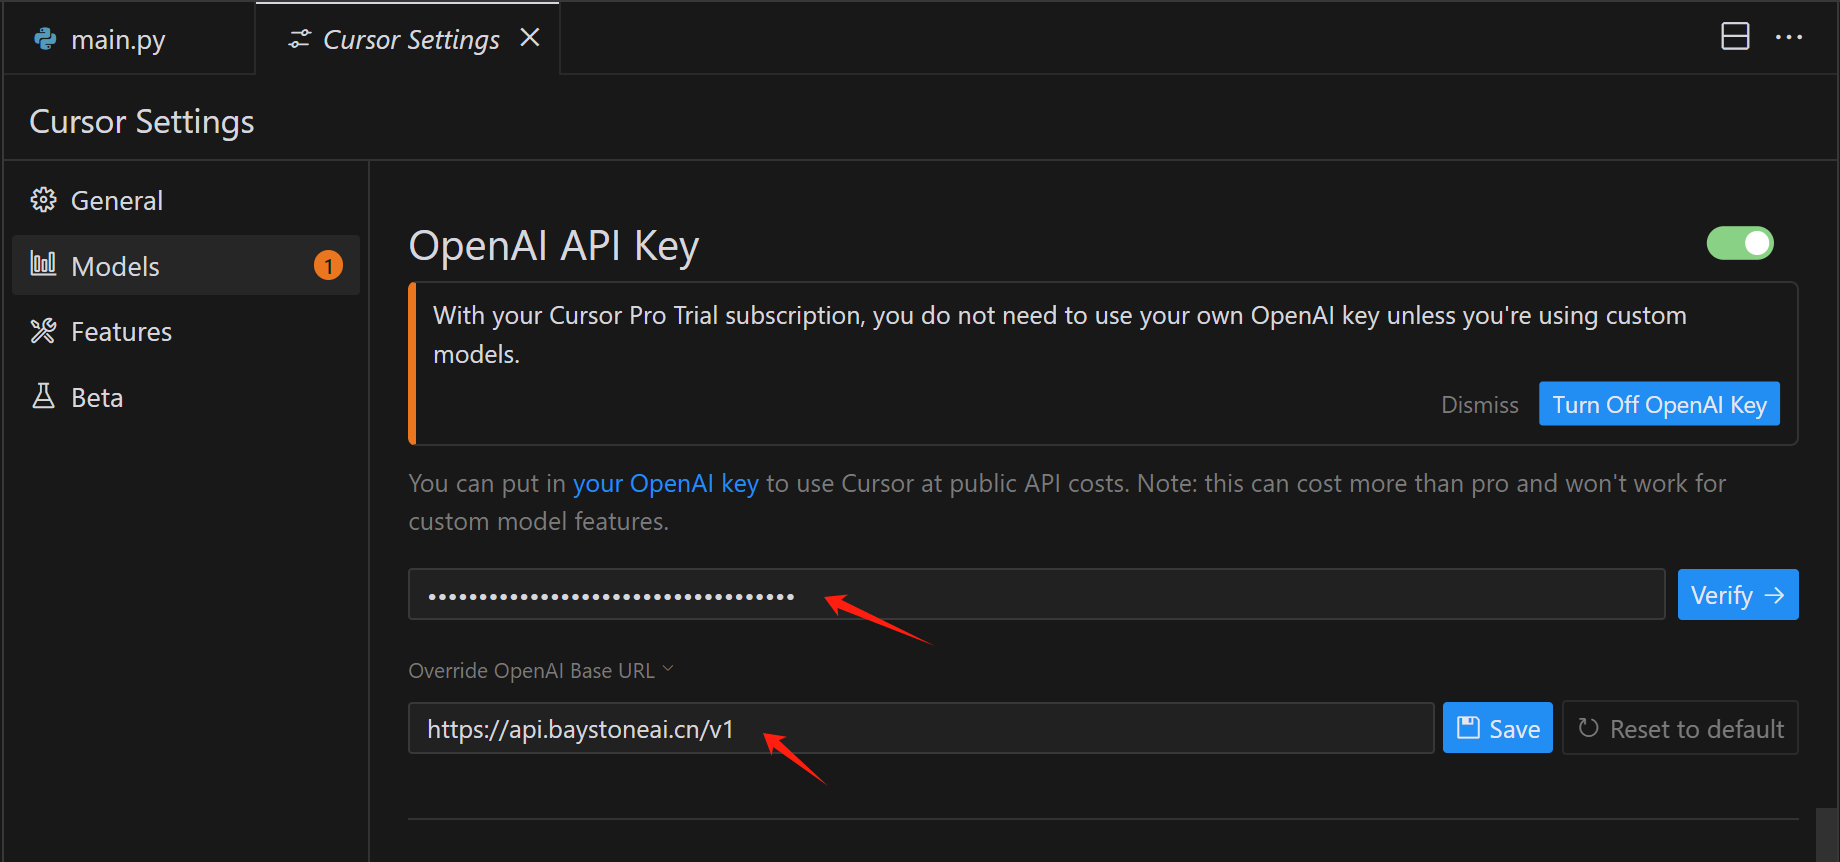 main.py
Cursor Settings
Cursor Settings
General
Models
1
Features
Beta
OpenAI API Key
With your Cursor Pro Trial subscription, you do not need to use your own OpenAI key unless you're using custom
models.
Dismiss
Turn Off OpenAI Key
You can put in your OpenAI key to use Cursor at public API costs. Note: this can cost more than pro and won't work for
custom model features.
••••••••••••••••••••••••••••••••••••
Verify →
Override OpenAI Base URL
https://api.baystoneai.cn/v1
Save
Reset to default